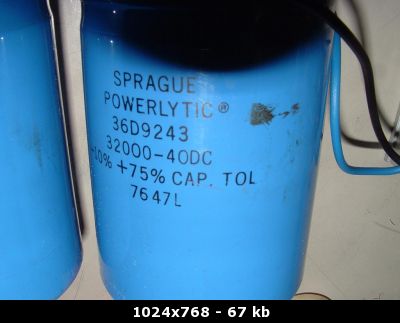 SPRAGUE
POWERLYTIC®
36D9243
32000-40DC
-10% +75% CAP. TOL
7647L
1024x768 - 67 kb